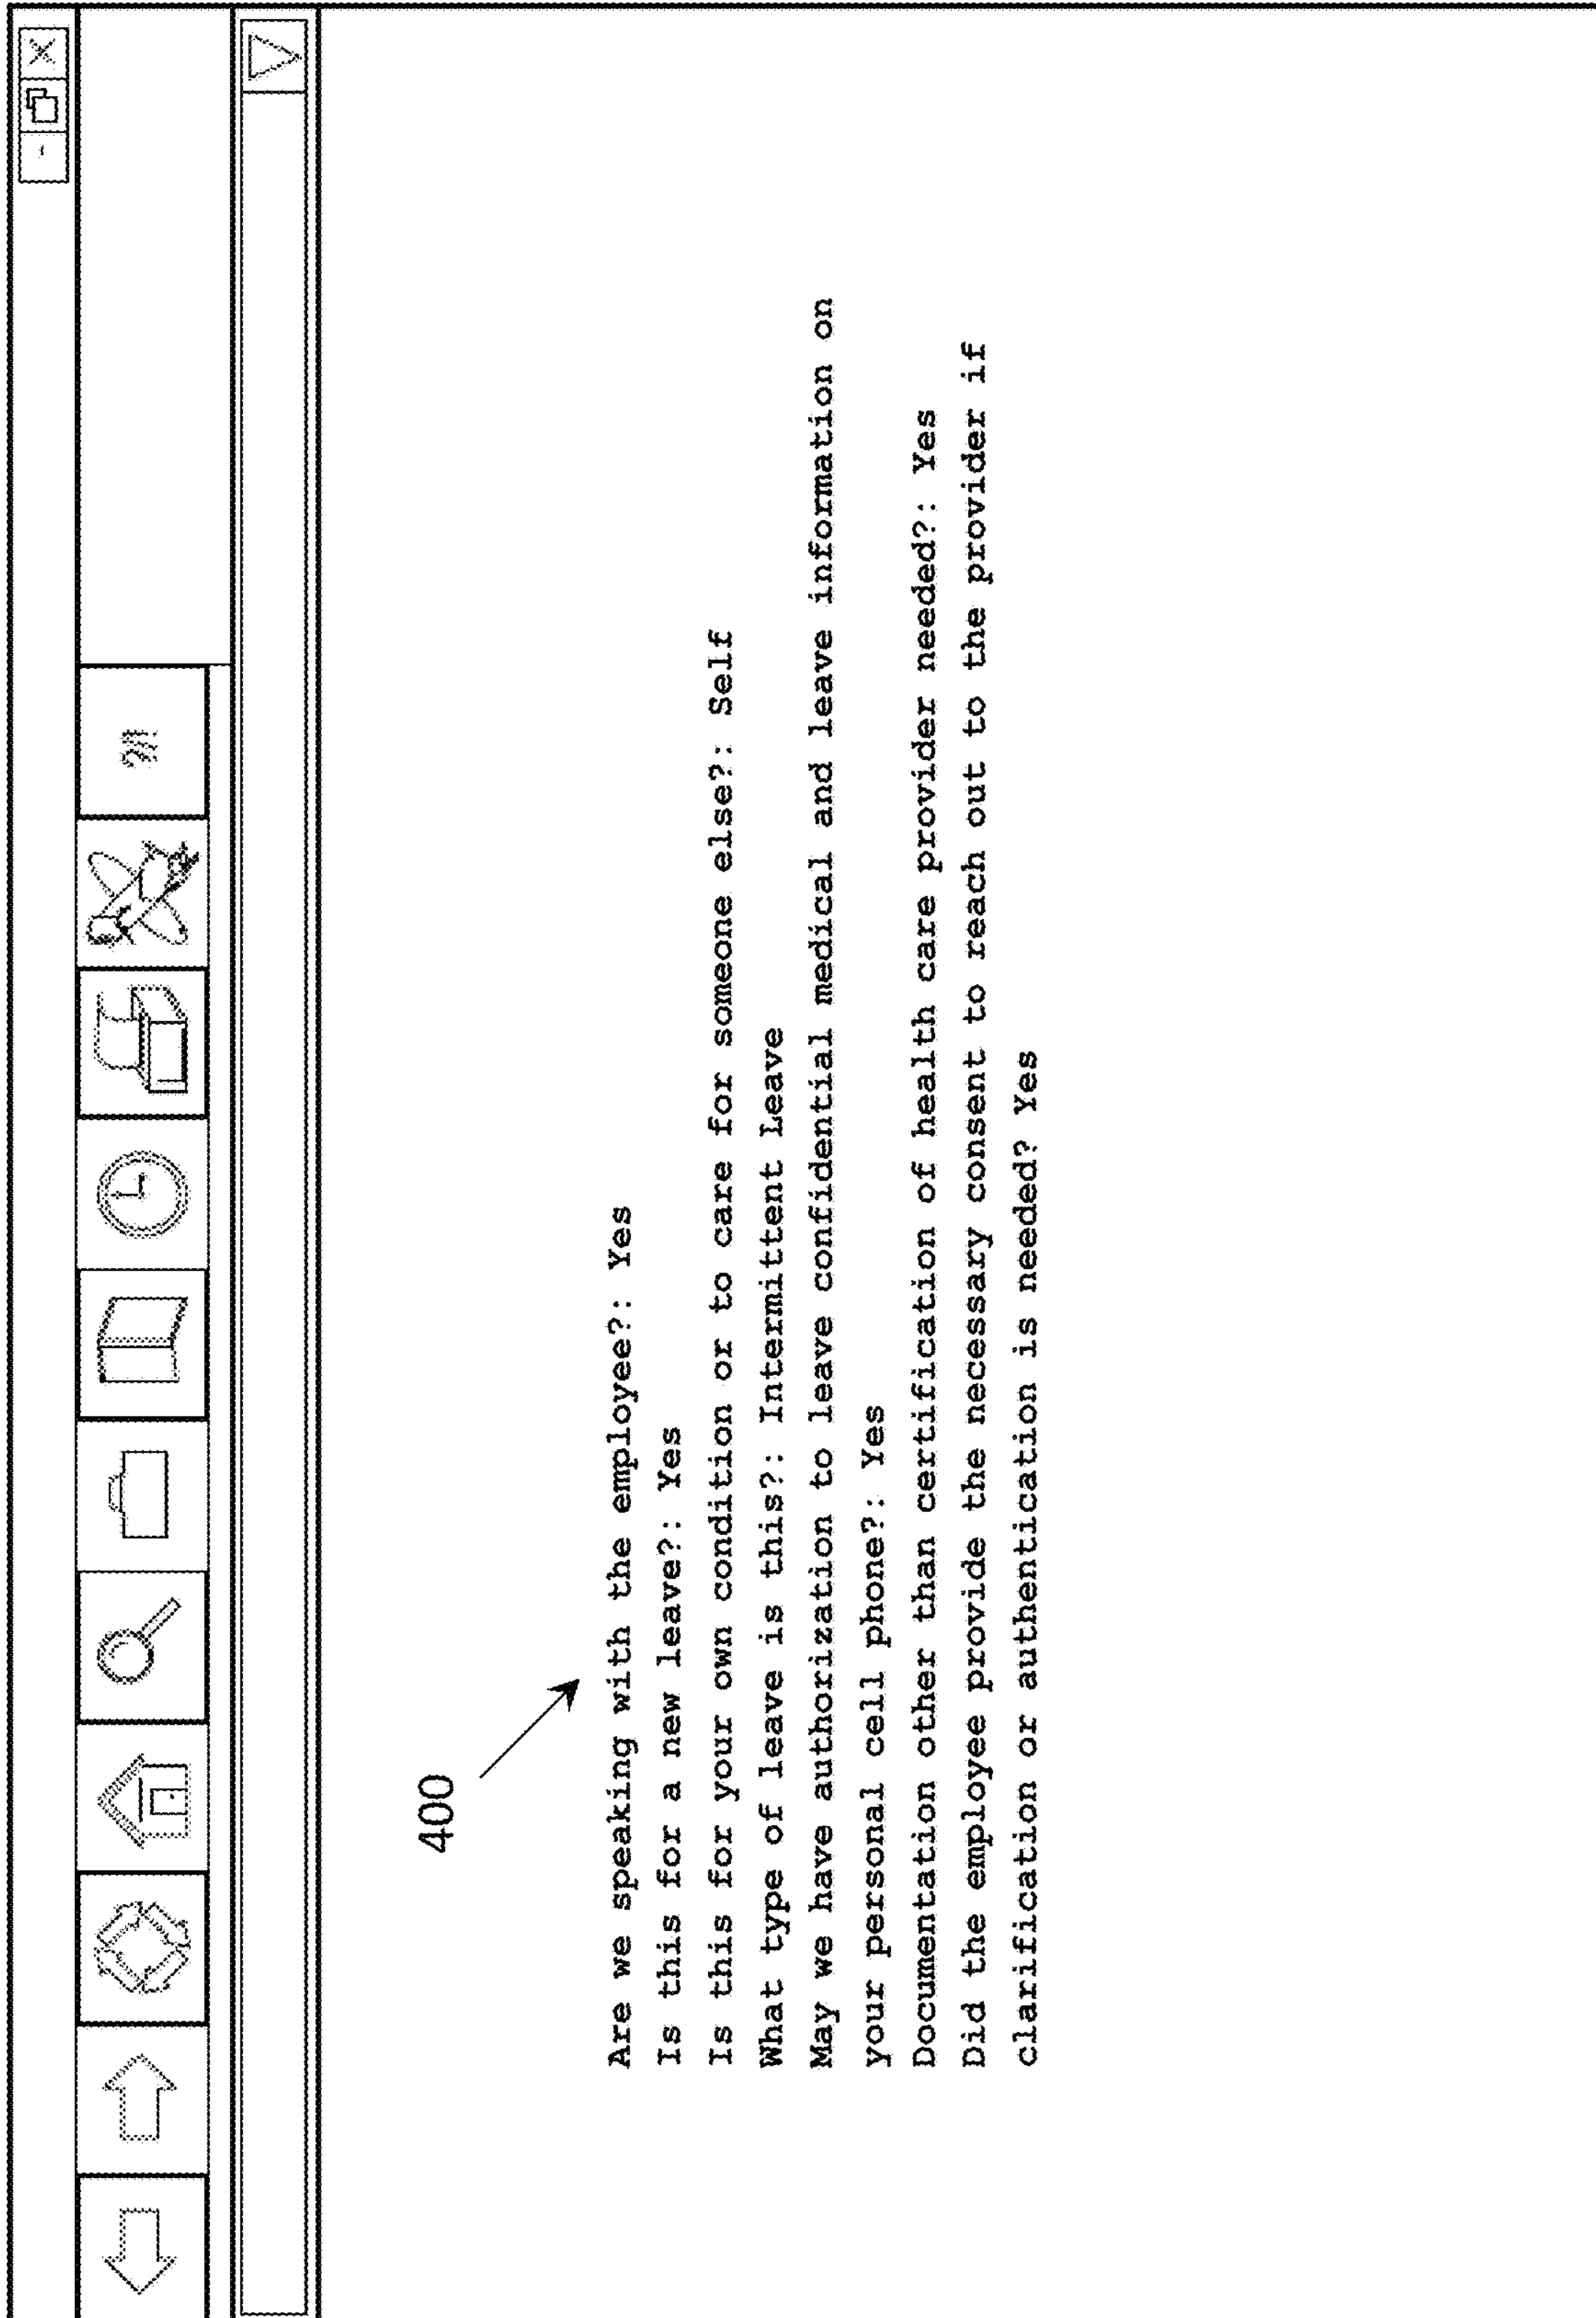 ?/!
400
Are we speaking with the employee?: Yes
Is this for a new leave?: Yes
Is this for your own condition or to care for someone else?: Self
What type of leave is this?: Intermittent Leave
May we have authorization to leave confidential medical and leave information on
your personal cell phone?: Yes
Documentation other than certification of health care provider needed?: Yes
Did the employee provide the necessary consent to reach out to the provider if
clarification or authentication is needed? Yes